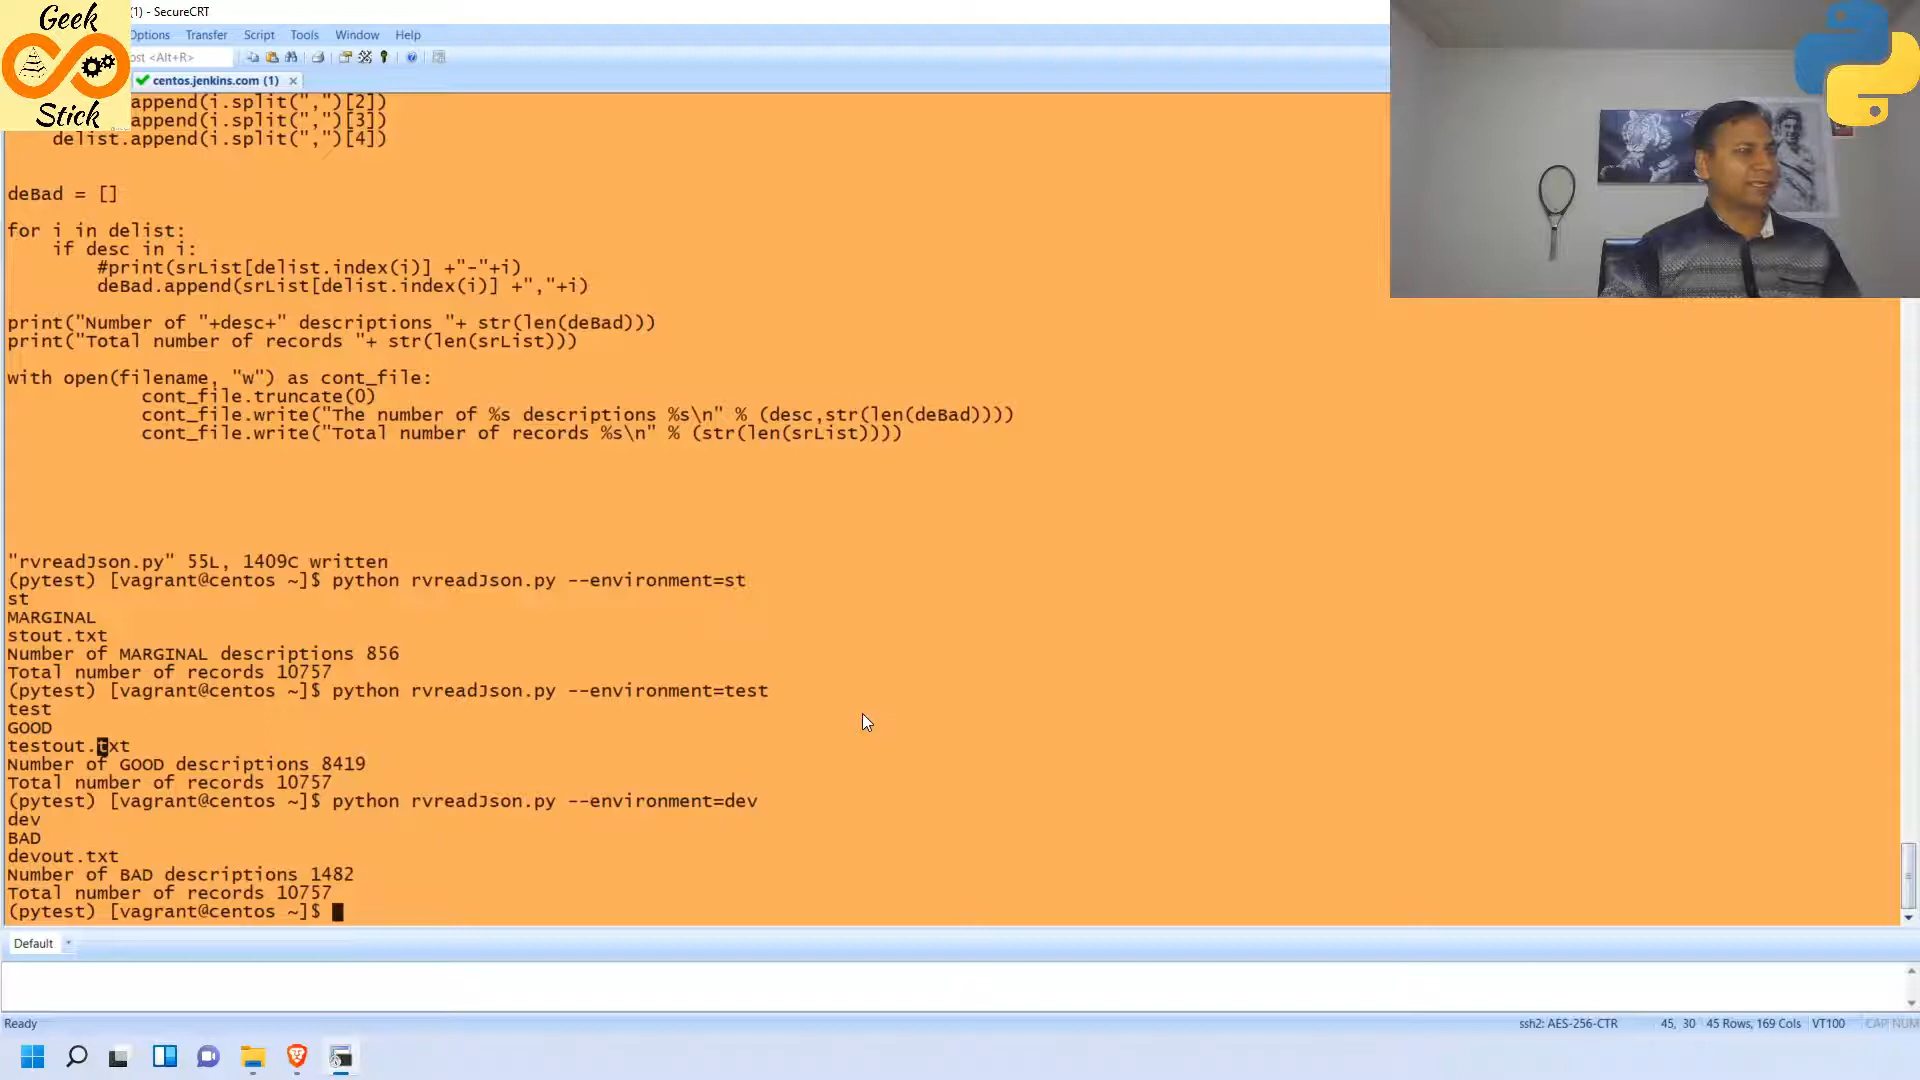 Geek
Stick
(1) - SecureCRT
Options Transfer Script Tools Window Help
ost <Alt+R>
centos.jenkins.com (1)
append(i.split(",")[2])
append(i.split(",")[3])
delist.append(i.split(",")[4])
deBad = []
for i in delist:
if desc in i:
#print(srList[delist.index(i)] +"-"+i)
deBad.append(srList[delist.index(i)] +","+i)
print("Number of "+desc+" descriptions "+ str(len(deBad)))
print("Total number of records "+ str(len(srList)))
with open(filename, "w") as cont_file:
cont_file.truncate(0)
cont_file.write("The number of %s descriptions %s\n" % (desc,str(len(deBad))))
cont_file.write("Total number of records %s\n" % (str(len(srList))))
"rvreadJson.py" 55L, 1409C written
(pytest) [vagrant@centos ~]$ python rvreadJson.py --environment=st
st
MARGINAL
stout.txt
Number of MARGINAL descriptions 856
Total number of records 10757
(pytest) [vagrant@centos ~]$ python rvreadJson.py --environment=test
test
GOOD
testout.txt
Number of GOOD descriptions 8419
Total number of records 10757
(pytest) [vagrant@centos ~]$ python rvreadJson.py --environment=dev
dev
BAD
devout.txt
Number of BAD descriptions 1482
Total number of records 10757
(pytest) [vagrant@centos ~]$
Default
Ready
ssh2: AES-256-CTR 45, 30 45 Rows, 169 Cols VT100 CAP NUM